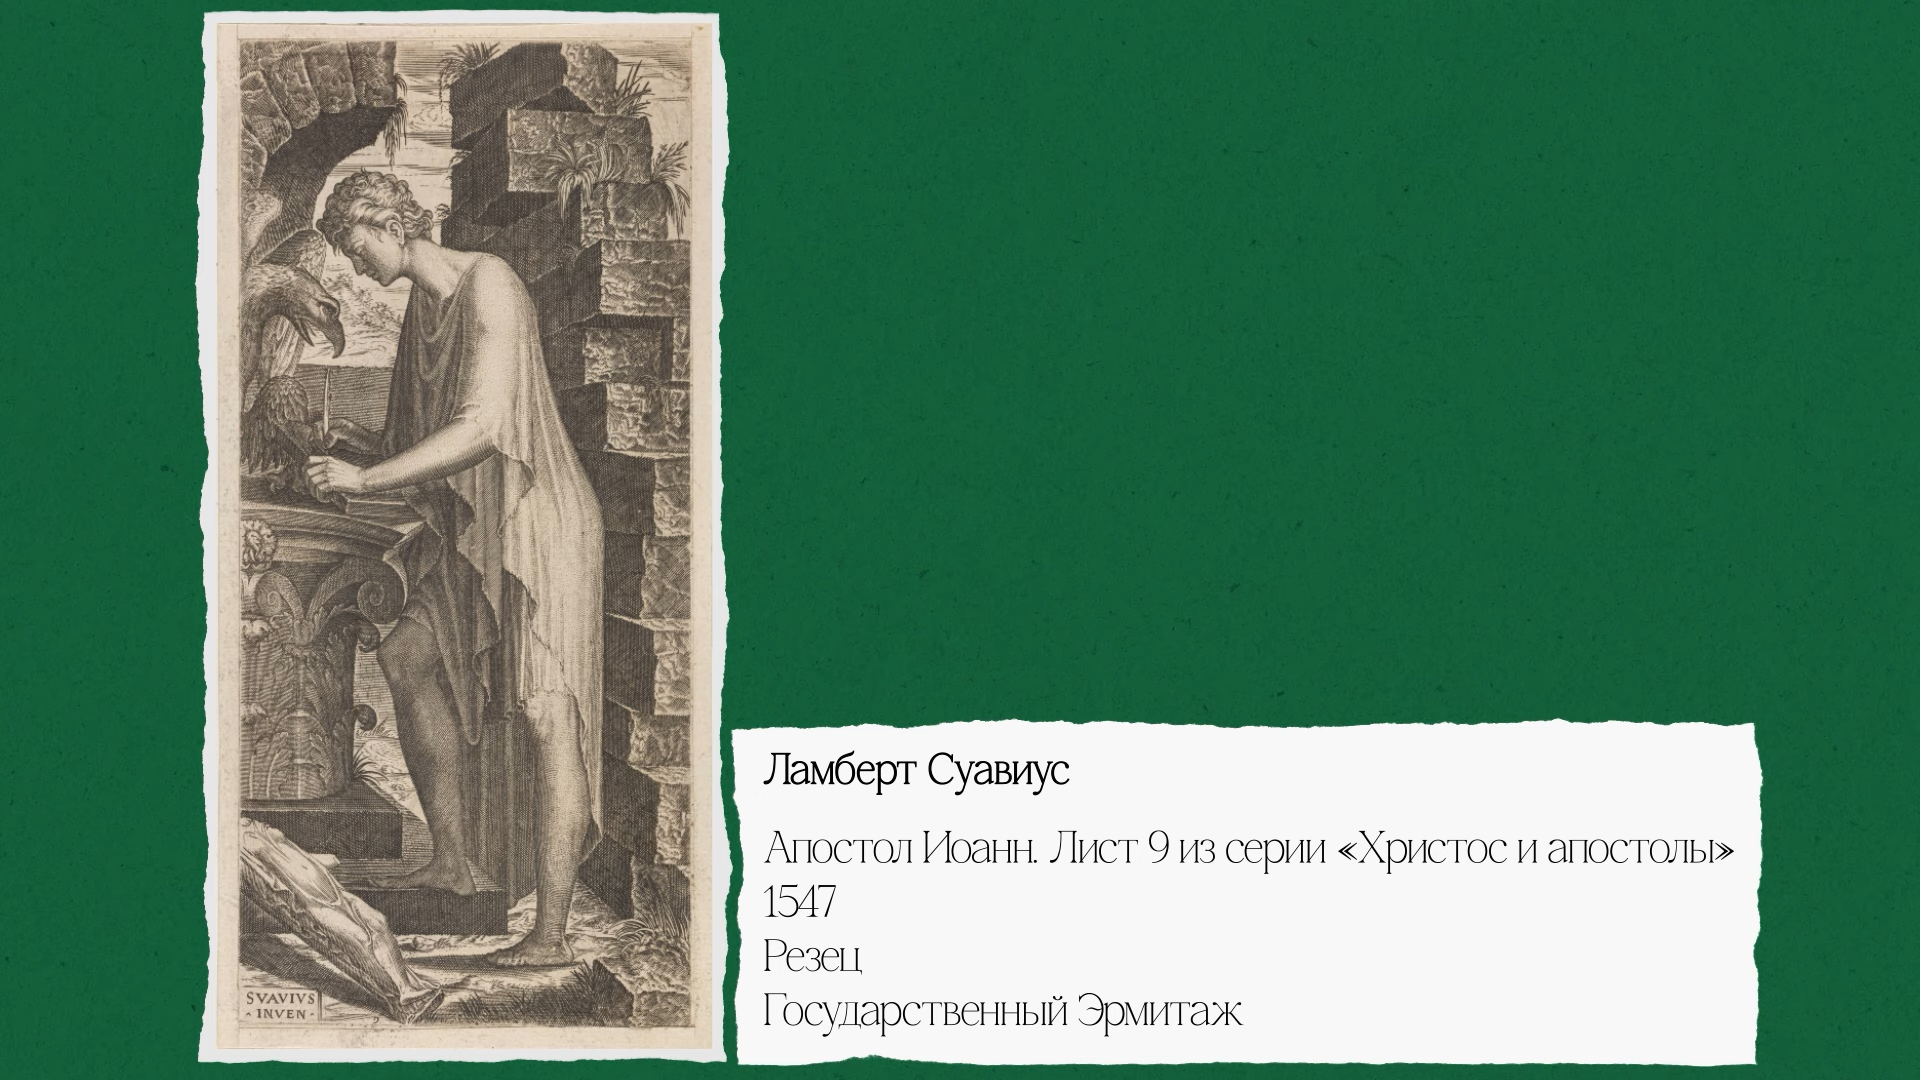 SVAVIVS
- INVEN -
Ламберт Суавиус
Апостол Иоанн. Лист 9 из серии «Христос и апостолы»
1547
Резец
Государственный Эрмитаж